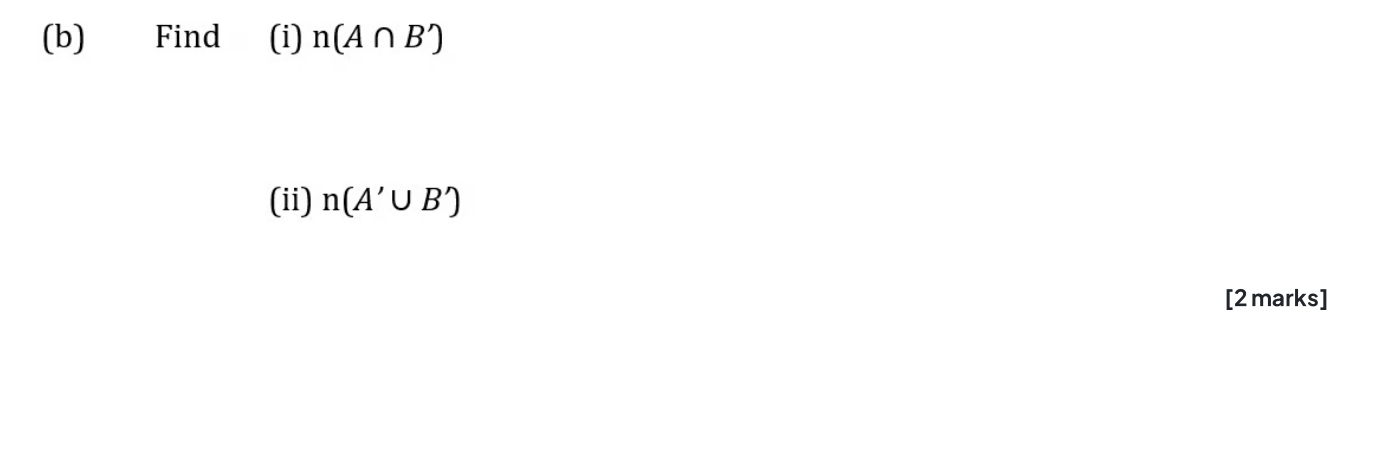 (b) Find (i) n(A ∩ B′)
(ii) n(A′ ∪ B′)
[2 marks]